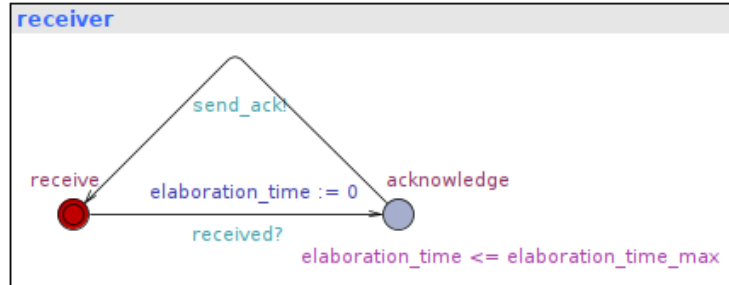 receiver
send_ack!
receive
acknowledge
elaboration_time := 0
received?
elaboration_time <= elaboration_time_max